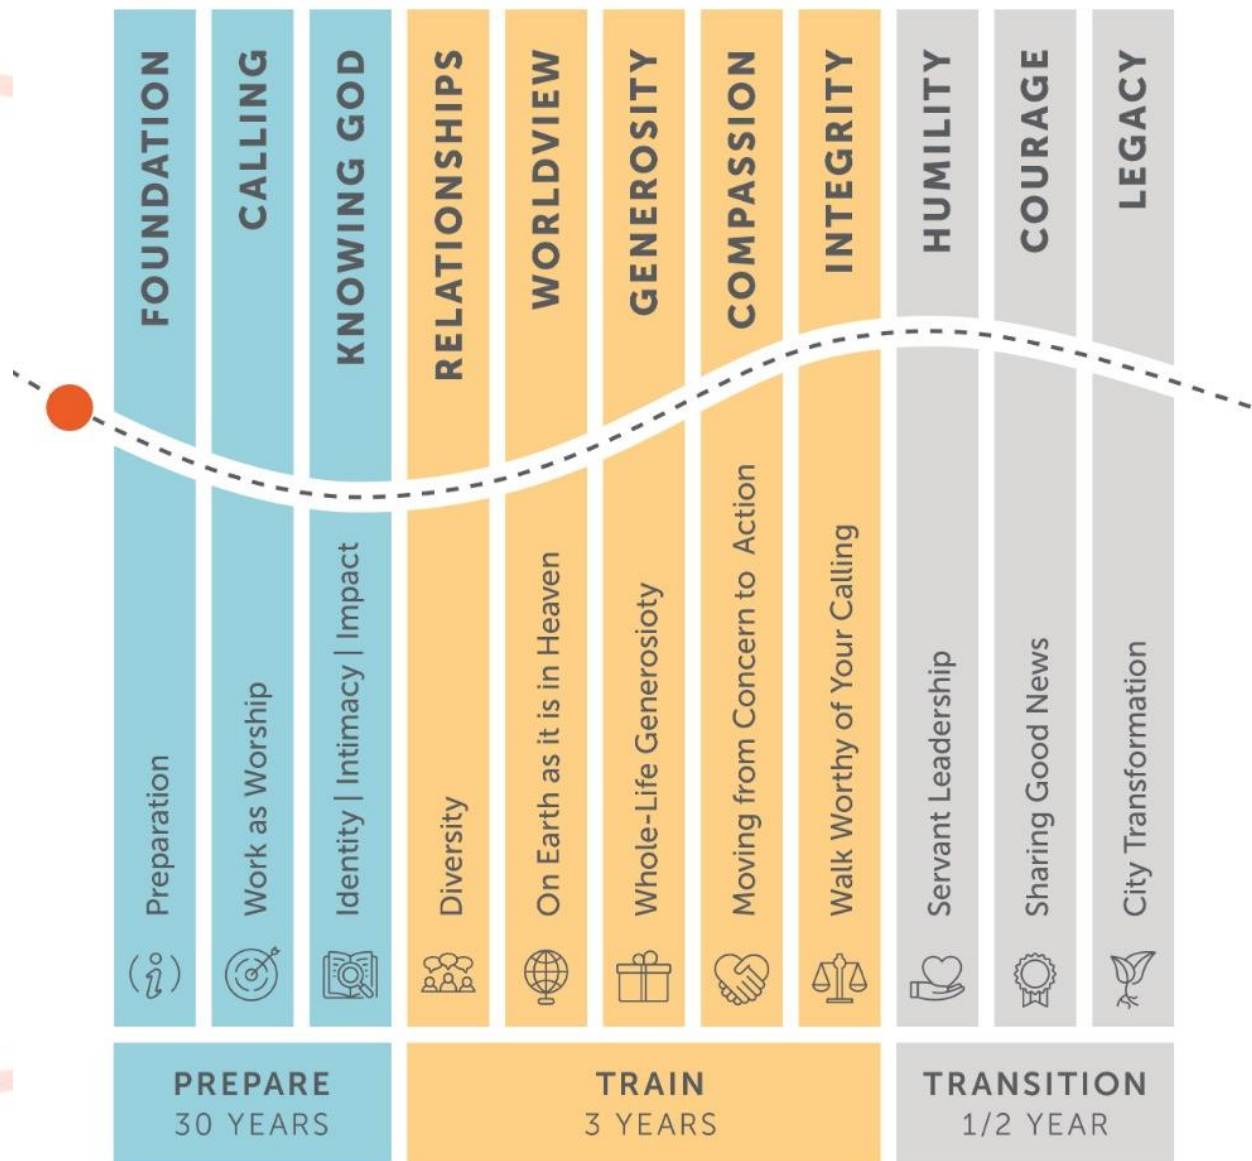 FOUNDATION
Preparation
CALLING
Work as Worship
KNOWING GOD
Identity | Intimacy | Impact
RELATIONSHIPS
Diversity
WORLDVIEW
On Earth as it is in Heaven
GENEROSITY
Whole-Life Generosioty
COMPASSION
Moving from Concern to Action
INTEGRITY
Walk Worthy of Your Calling
HUMILITY
Servant Leadership
COURAGE
Sharing Good News
LEGACY
City Transformation
PREPARE
30 YEARS
TRAIN
3 YEARS
TRANSITION
1/2 YEAR